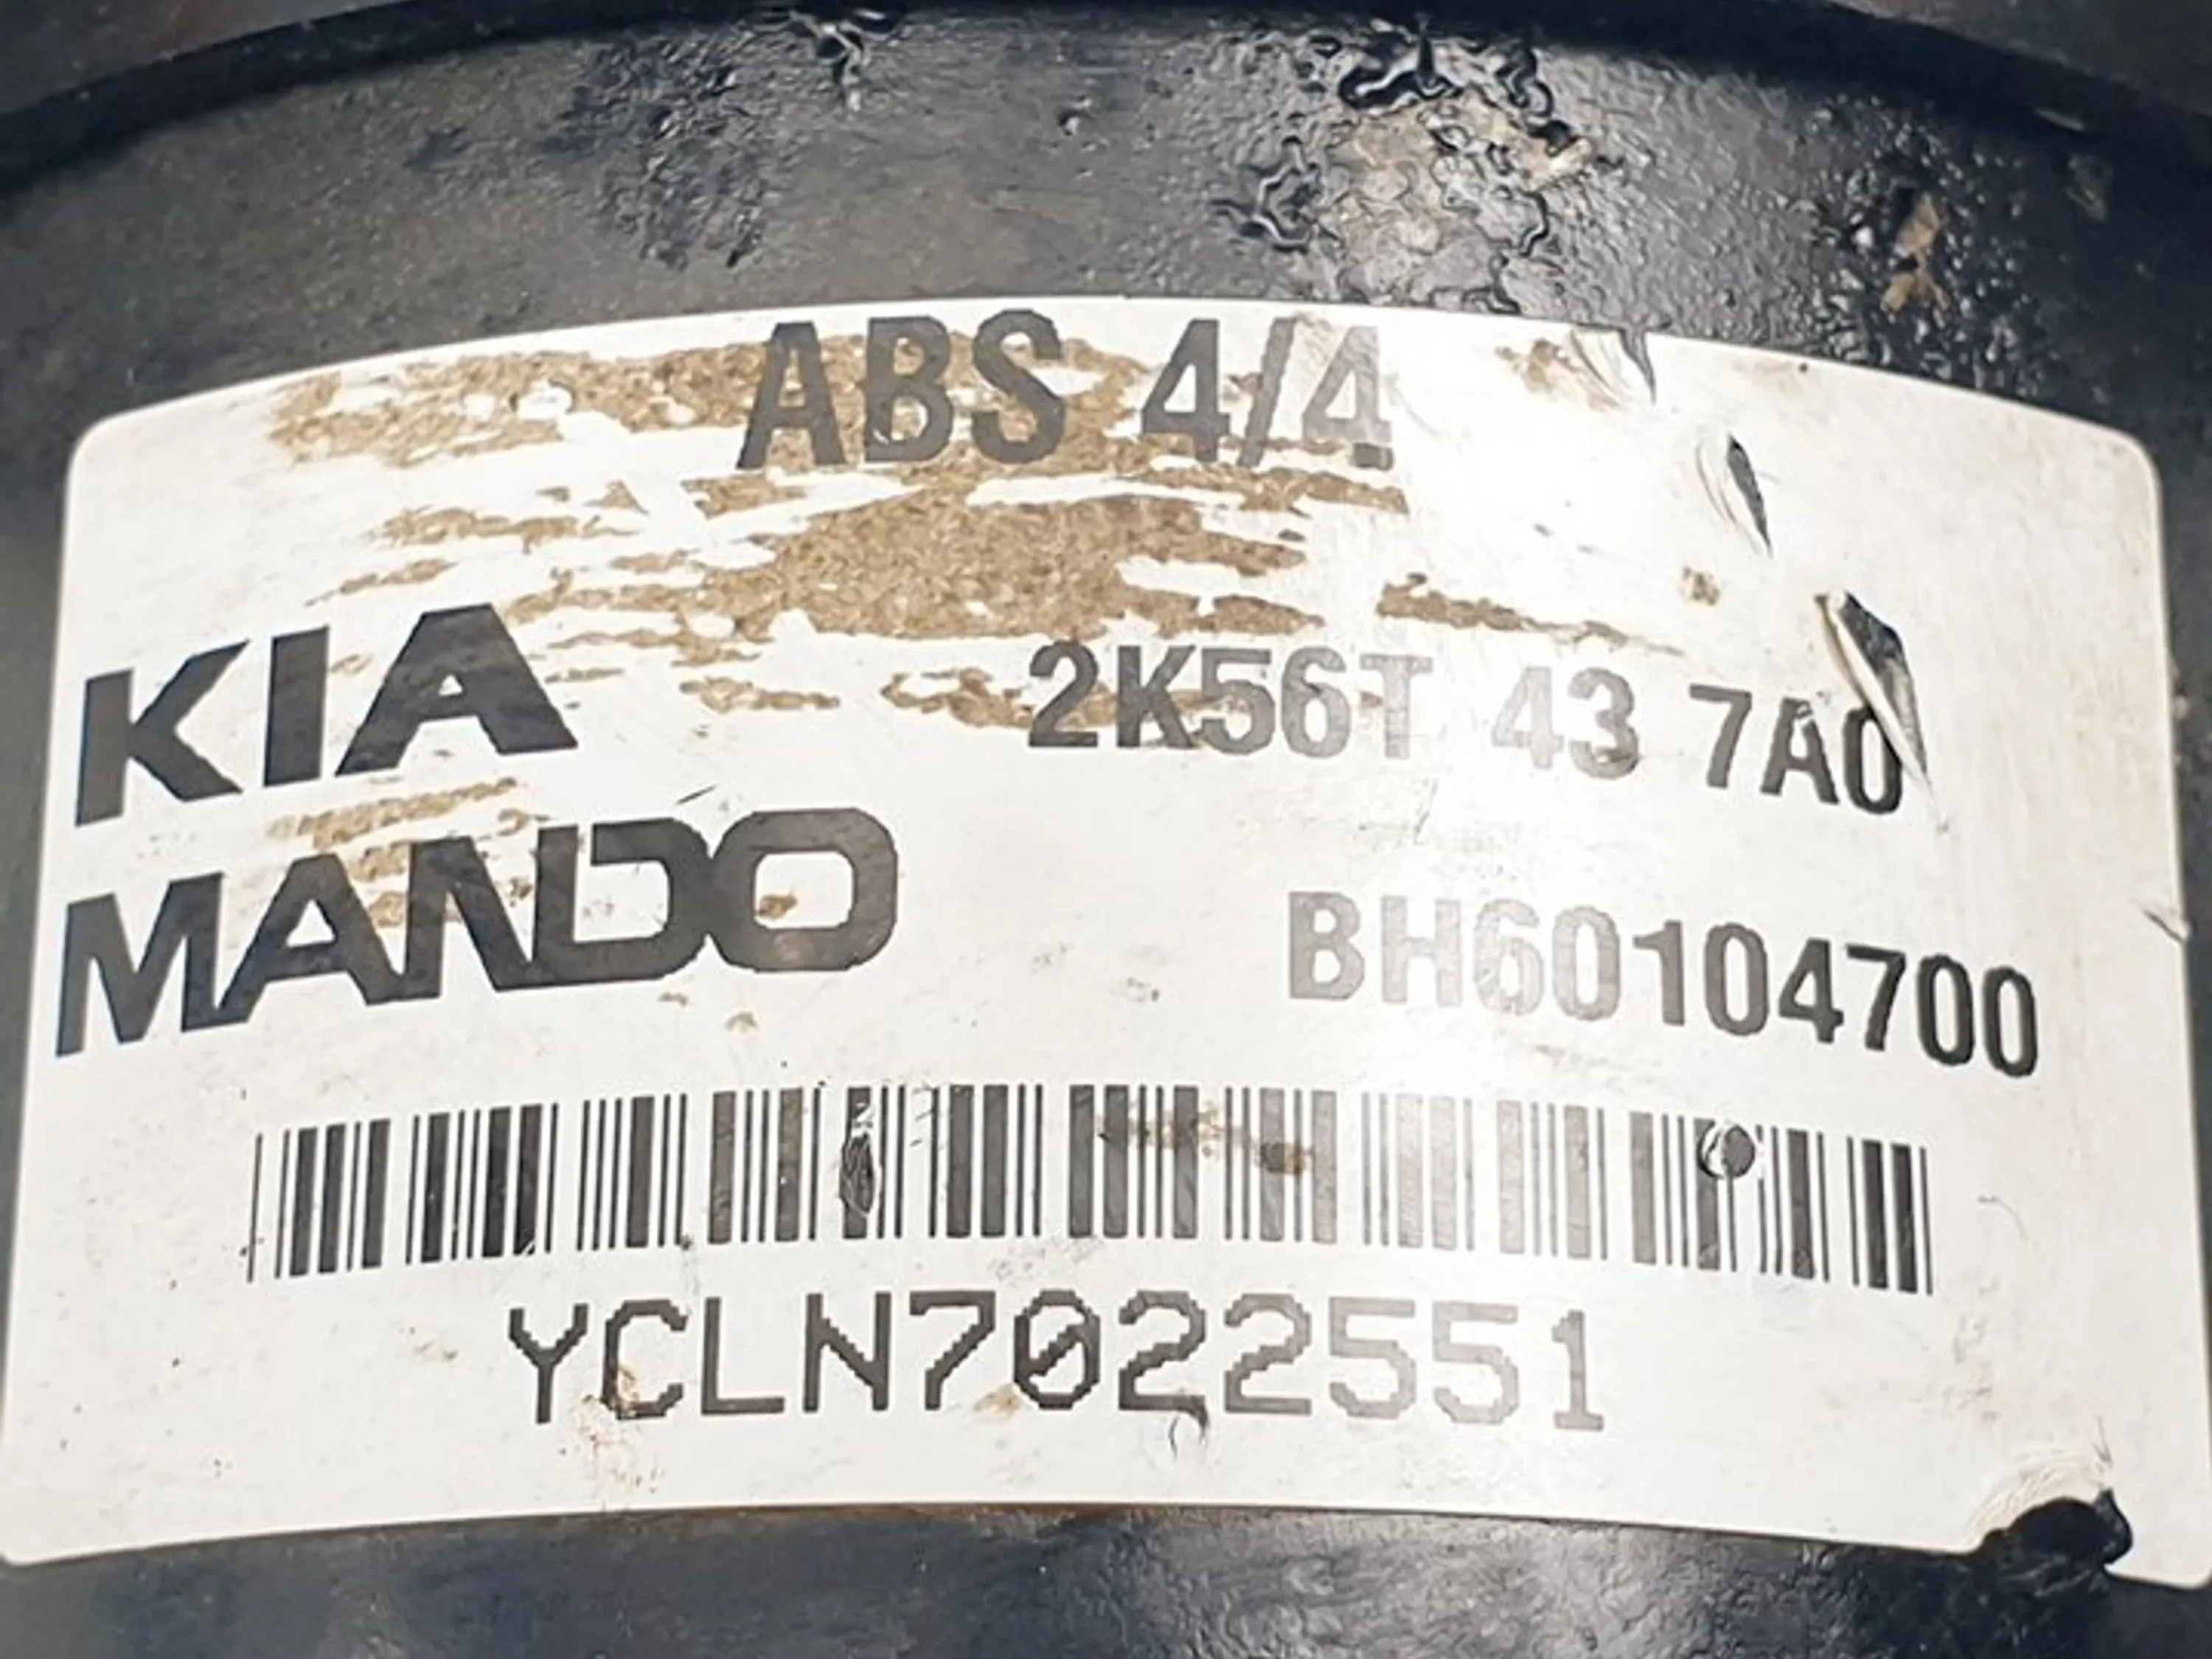 ABS 4/4
KIA 2K56T 43 7A0
MANDO BH60104700
YCLN7022551